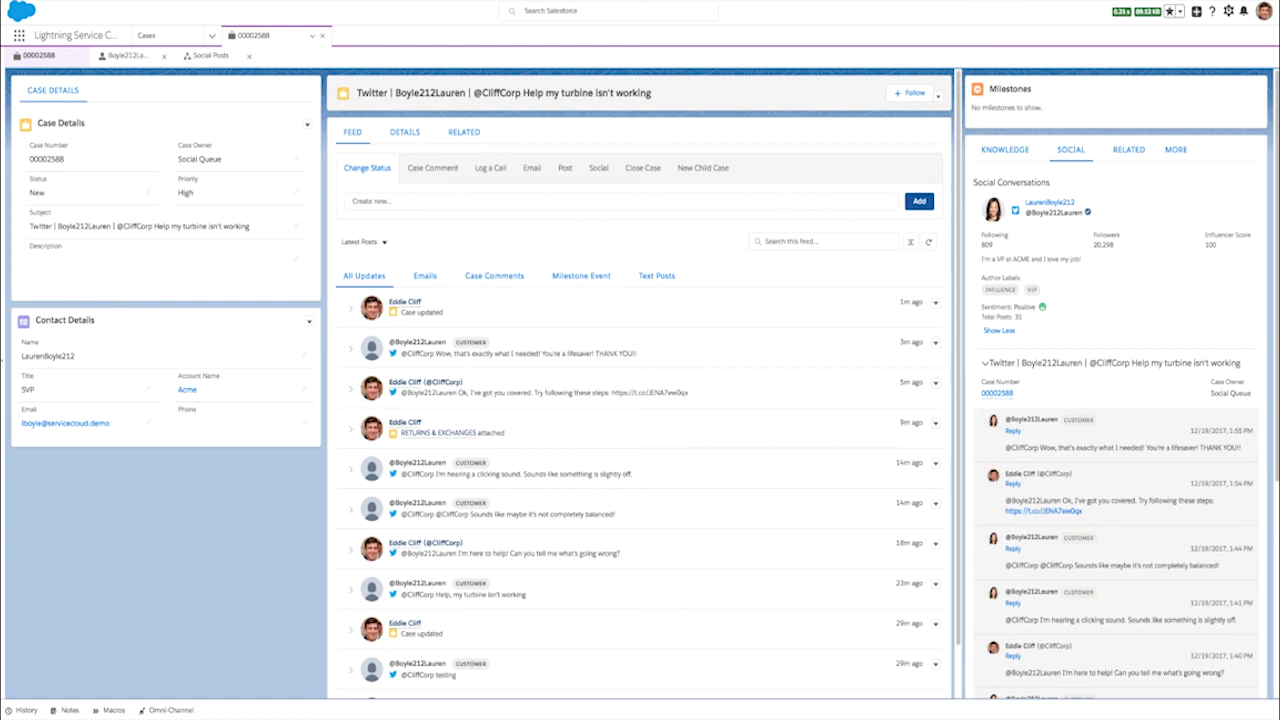 Search Salesforce
0.21 s 89.12 KB
Lightning Service C... Cases 00002588
00002588 Boyle212La... Social Posts
CASE DETAILS
Case Details
Case Number Case Owner
00002588 Social Queue
Status Priority
New High
Subject
Twitter | Boyle212Lauren | @CliffCorp Help my turbine isn't working
Description
Contact Details
Name
LaurenBoyle212
Title Account Name
SVP Acme
Email Phone
lboyle@servicecloud.demo
Twitter | Boyle212Lauren | @CliffCorp Help my turbine isn't working
+ Follow
FEED DETAILS RELATED
Change Status Case Comment Log a Call Email Post Social Close Case New Child Case
Create new... Add
Latest Posts Search this feed...
All Updates Emails Case Comments Milestone Event Text Posts
Eddie Cliff 1m ago
Case updated
@Boyle212Lauren CUSTOMER 3m ago
@CliffCorp Wow, that's exactly what I needed! You're a lifesaver! THANK YOU!!
Eddie Cliff (@CliffCorp) 5m ago
@Boyle212Lauren Ok, I've got you covered. Try following these steps: https://t.co/JENA7ew0qx
Eddie Cliff 9m ago
RETURNS & EXCHANGES attached
@Boyle212Lauren CUSTOMER 14m ago
@CliffCorp I'm hearing a clicking sound. Sounds like something is slightly off.
@Boyle212Lauren CUSTOMER 14m ago
@CliffCorp @CliffCorp Sounds like maybe it's not completely balanced!
Eddie Cliff (@CliffCorp) 18m ago
@Boyle212Lauren I'm here to help! Can you tell me what's going wrong?
@Boyle212Lauren CUSTOMER 23m ago
@CliffCorp Help, my turbine isn't working
Eddie Cliff 29m ago
Case updated
@Boyle212Lauren CUSTOMER 29m ago
@CliffCorp testing
Milestones
No milestones to show.
KNOWLEDGE SOCIAL RELATED MORE
Social Conversations
LaurenBoyle212
@Boyle212Lauren
Following Followers Influencer Score
809 20,298 100
I'm a VP at ACME and I love my job!
Author Labels
INFLUENCE VIP
Sentiment: Positive
Total Posts: 31
Show Less
Twitter | Boyle212Lauren | @CliffCorp Help my turbine isn't working
Case Number Case Owner
00002588 Social Queue
@Boyle212Lauren CUSTOMER
Reply 12/19/2017, 1:55 PM
@CliffCorp Wow, that's exactly what I needed! You're a lifesaver! THANK YOU!!
Eddie Cliff (@CliffCorp)
Reply 12/19/2017, 1:54 PM
@Boyle212Lauren Ok, I've got you covered. Try following these steps:
https://t.co/JENA7ew0qx
@Boyle212Lauren CUSTOMER
Reply 12/19/2017, 1:44 PM
@CliffCorp @CliffCorp Sounds like maybe it's not completely balanced!
@Boyle212Lauren CUSTOMER
Reply 12/19/2017, 1:41 PM
@CliffCorp I'm hearing a clicking sound. Sounds like something is slightly off.
Eddie Cliff (@CliffCorp)
Reply 12/19/2017, 1:40 PM
@Boyle212Lauren I'm here to help! Can you tell me what's going wrong?
History Notes Macros Omni-Channel